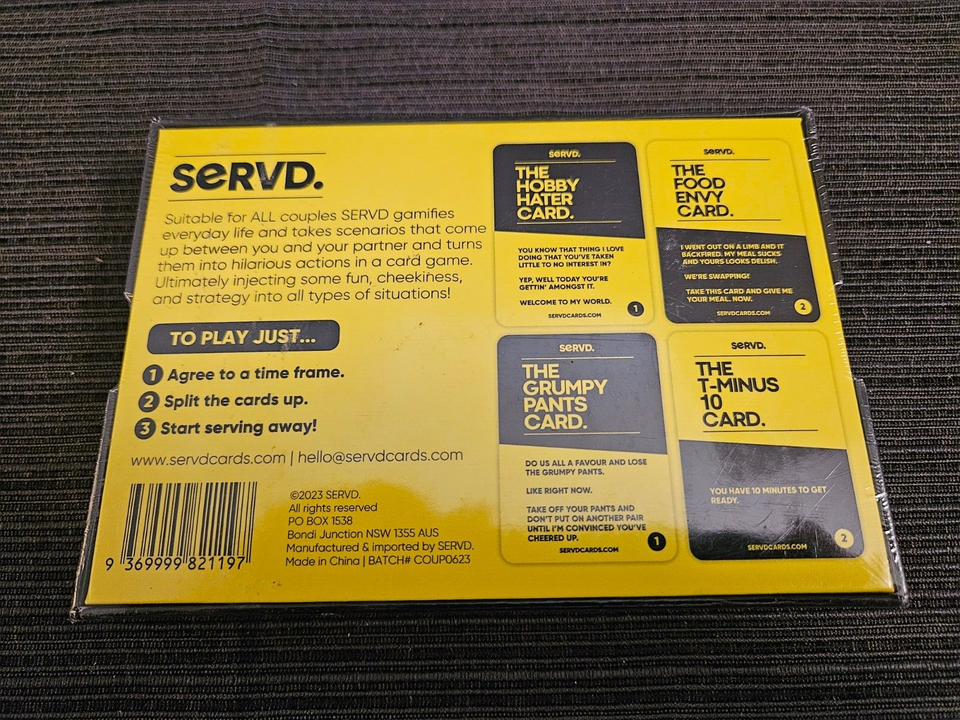 SERVD.
Suitable for ALL couples SERVD gamifies
everyday life and takes scenarios that come
up between you and your partner and turns
them into hilarious actions in a card game.
Ultimately injecting some fun, cheekiness,
and strategy into all types of situations!
TO PLAY JUST...
1 Agree to a time frame.
2 Split the cards up.
3 Start serving away!
www.servdcards.com | hello@servdcards.com
9 369999 821197
©2023 SERVD.
All rights reserved
PO BOX 1538
Bondi Junction NSW 1355 AUS
Manufactured & imported by SERVD.
Made in China | BATCH# COUP0623
SERVD.
THE
HOBBY
HATER
CARD.
YOU KNOW THAT THING I LOVE
DOING THAT YOU'VE TAKEN
LITTLE TO NO INTEREST IN?
YEP, WELL TODAY YOU'RE
GETTIN' AMONGST IT.
WELCOME TO MY WORLD.
SERVDCARDS.COM
1
SERVD.
THE
FOOD
ENVY
CARD.
I WENT OUT ON A LIMB AND IT
BACKFIRED. MY MEAL SUCKS
AND YOURS LOOKS DELISH.
WE'RE SWAPPING!
TAKE THIS CARD AND GIVE ME
YOUR MEAL. NOW.
SERVDCARDS.COM
2
SERVD.
THE
GRUMPY
PANTS
CARD.
DO US ALL A FAVOUR AND LOSE
THE GRUMPY PANTS.
LIKE RIGHT NOW.
TAKE OFF YOUR PANTS AND
DON'T PUT ON ANOTHER PAIR
UNTIL I'M CONVINCED YOU'VE
CHEERED UP.
SERVDCARDS.COM
1
SERVD.
THE
T-MINUS
10
CARD.
YOU HAVE 10 MINUTES TO GET
READY.
SERVDCARDS.COM
2